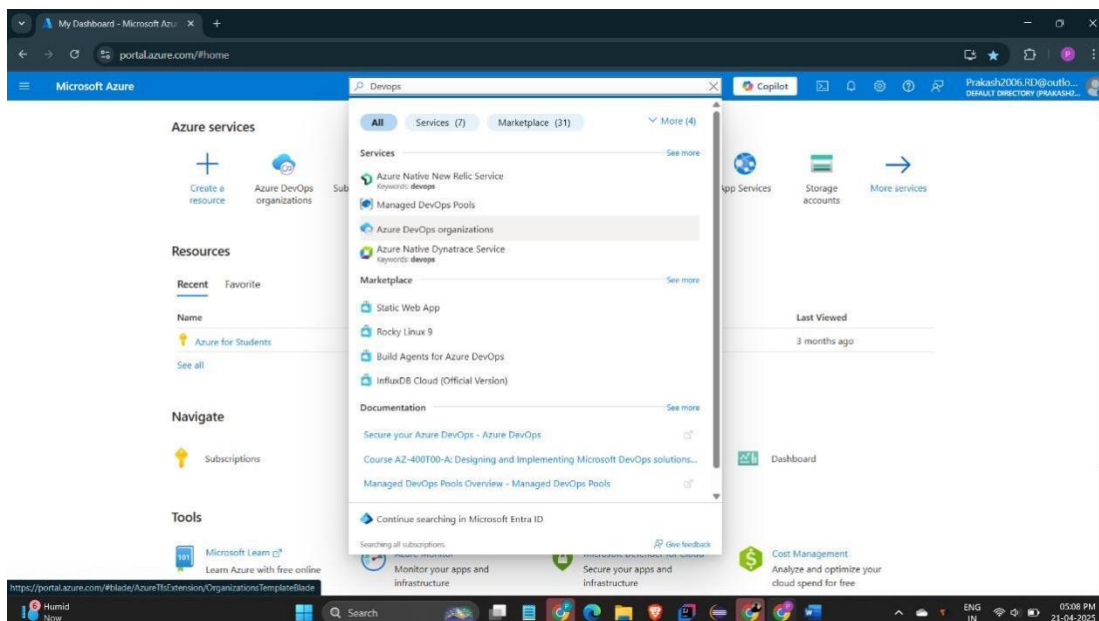 My Dashboard - Microsoft Azu
portal.azure.com/#home
Microsoft Azure
Devops
Copilot
Prakash2006.RD@outlo...
DEFAULT DIRECTORY (PRAKASH2...
All Services (7) Marketplace (31) More (4)
Azure services
Create a resource
Azure DevOps organizations
Sub
App Services
Storage accounts
More services
Services See more
Azure Native New Relic Service
Keywords: devops
Managed DevOps Pools
Azure DevOps organizations
Azure Native Dynatrace Service
Keywords: devops
Marketplace See more
Static Web App
Rocky Linux 9
Build Agents for Azure DevOps
InfluxDB Cloud (Official Version)
Documentation See more
Secure your Azure DevOps - Azure DevOps
Course AZ-400T00-A: Designing and Implementing Microsoft DevOps solutions...
Managed DevOps Pools Overview - Managed DevOps Pools
Continue searching in Microsoft Entra ID
Searching all subscriptions. Give feedback
Resources
Recent Favorite
Name Last Viewed
Azure for Students 3 months ago
See all
Navigate
Subscriptions
Dashboard
Tools
Microsoft Learn
Learn Azure with free online
Azure Monitor
Monitor your apps and
infrastructure
Microsoft Defender for Cloud
Secure your apps and
infrastructure
Cost Management
Analyze and optimize your
cloud spend for free
https://portal.azure.com/#blade/AzureTfsExtension/OrganizationsTemplateBlade
6
Humid
Now
Search
ENG
IN
05:08 PM
21-04-2025